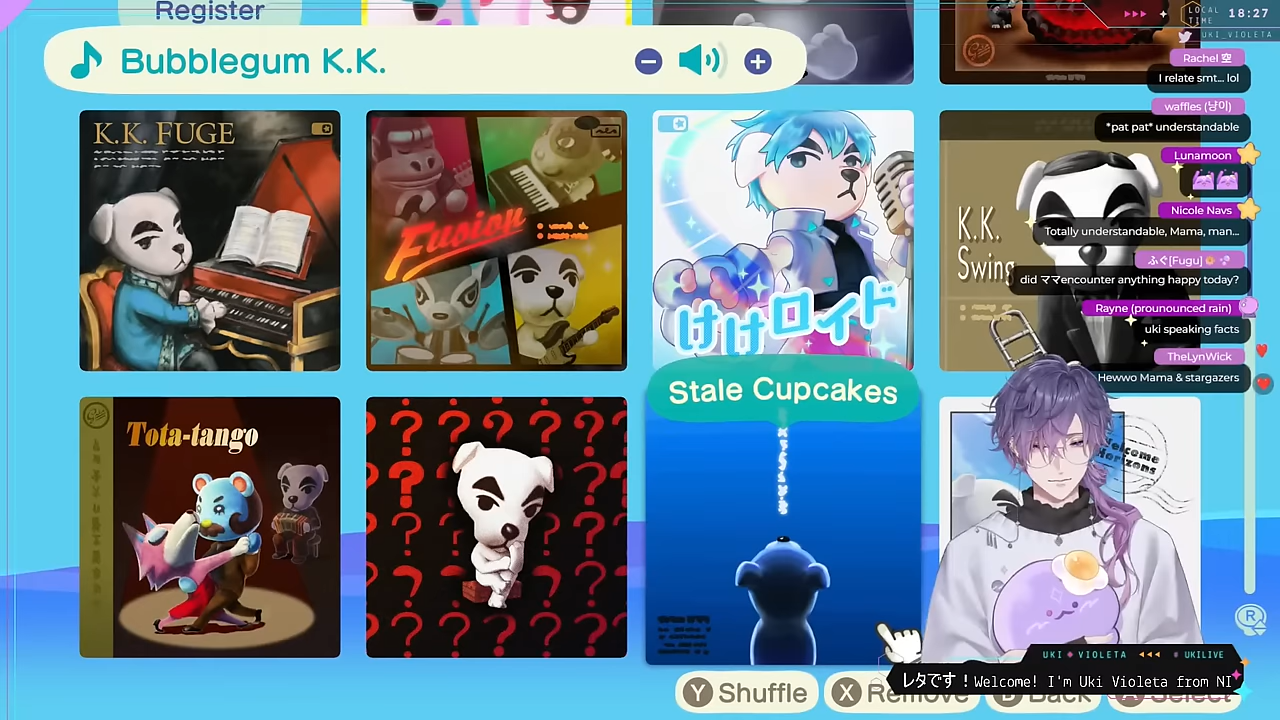 Register
Bubblegum K.K.
LOCAL
TIME
18:27
UKI_VIOLETA
Rachel 空
I relate smt... lol
waffles (냥이)
*pat pat* understandable
Lunamoon
Nicole Navs
Totally understandable, Mama, man...
ふぐ[Fugu]
did ママencounter anything happy today?
Rayne (prounounced rain)
uki speaking facts
TheLynWick
Hewwo Mama & stargazers
K.K. FUGE
Fusion
けけロイド
K.K.
Swing
Stale Cupcakes
Tota-tango
Welcome
Horizons
R
UKI VIOLETA
UKILIVE
レタです！Welcome! I'm Uki Violeta from NI
Y Shuffle
X Remove
B Back
A Select